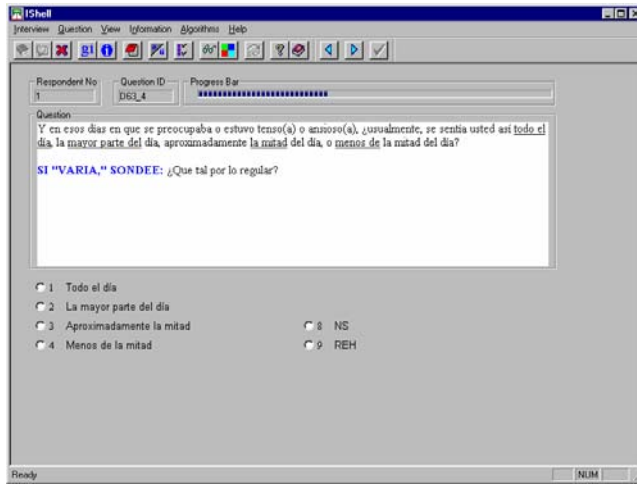 IShell
Interview Question View Information Algorithms Help
Respondent No Question ID Progress Bar
1 D63_4
Question
Y en esos días en que se preocupaba o estuvo tenso(a) o ansioso(a), ¿usualmente, se sentía usted así todo el
día, la mayor parte del día, aproximadamente la mitad del día, o menos de la mitad del día?
SI "VARIA," SONDEE: ¿Que tal por lo regular?
1 Todo el día
2 La mayor parte del día
3 Aproximadamente la mitad 8 NS
4 Menos de la mitad 9 REH
Ready NUM